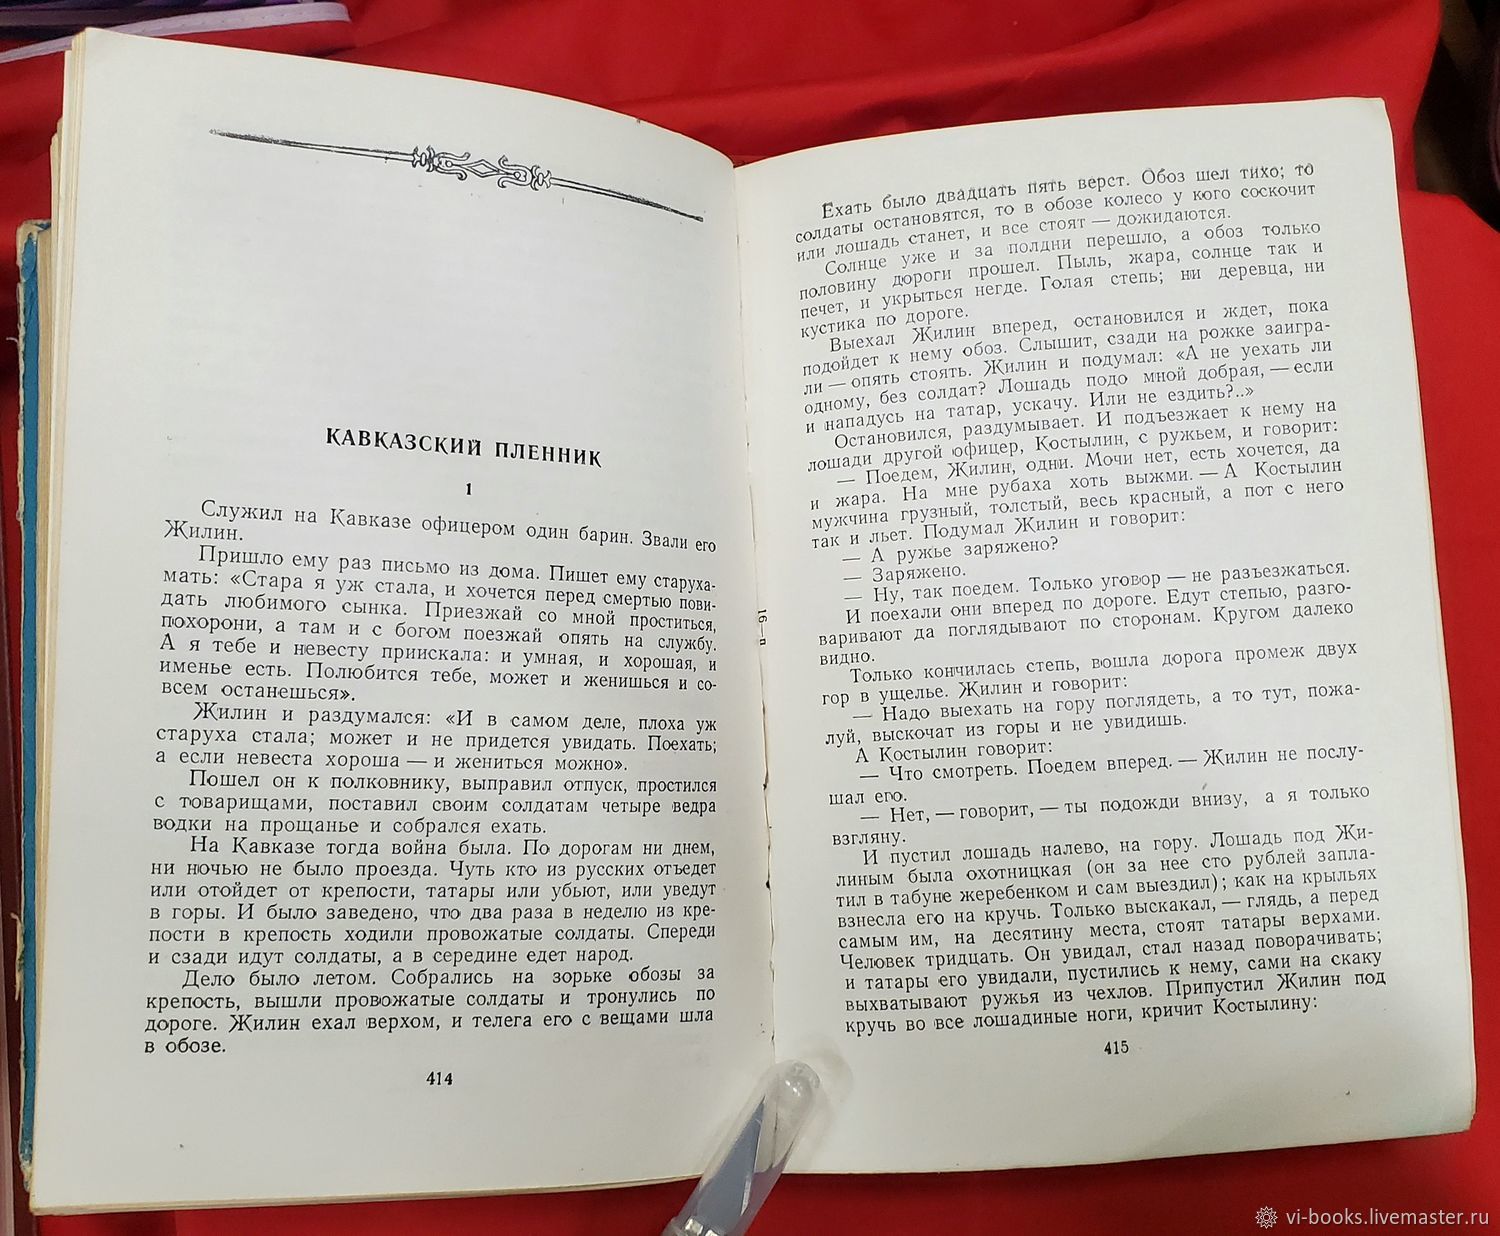 КАВКАЗСКИЙ ПЛЕННИК
1
Служил на Кавказе офицером один барин. Звали его
Жилин.
Пришло ему раз письмо из дома. Пишет ему старуха-
мать: «Стара я уж стала, и хочется перед смертью пови-
дать любимого сынка. Приезжай со мной проститься,
похорони, а там и с богом поезжай опять на службу.
А я тебе и невесту приискала: и умная, и хорошая, и
именье есть. Полюбится тебе, может и женишься и со-
всем останешься».
Жилин и раздумался: «И в самом деле, плоха уж
старуха стала; может и не придется увидать. Поехать;
а если невеста хороша — и жениться можно».
Пошел он к полковнику, выправил отпуск, простился
с товарищами, поставил своим солдатам четыре ведра
водки на прощанье и собрался ехать.
На Кавказе тогда война была. По дорогам ни днем,
ни ночью не было проезда. Чуть кто из русских отъедет
или отойдет от крепости, татары или убьют, или уведут
в горы. И было заведено, что два раза в неделю из кре-
пости в крепость ходили провожатые солдаты. Спереди
и сзади идут солдаты, а в середине едет народ.
Дело было летом. Собрались на зорьке обозы за
крепость, вышли провожатые солдаты и тронулись по
дороге. Жилин ехал верхом, и телега его с вещами шла
в обозе.
414
16—п
Ехать было двадцать пять верст. Обоз шел тихо; то
солдаты остановятся, то в обозе колесо у кого соскочит
или лошадь станет, и все стоят — дожидаются.
Солнце уже и за полдни перешло, а обоз только
половину дороги прошел. Пыль, жара, солнце так и
печет, и укрыться негде. Голая степь; ни деревца, ни
кустика по дороге.
Выехал Жилин вперед, остановился и ждет, пока
подойдет к нему обоз. Слышит, сзади на рожке заигра-
ли — опять стоять. Жилин и подумал: «А не уехать ли
одному, без солдат? Лошадь подо мной добрая, — если
и нападусь на татар, ускачу. Или не ездить?..»
Остановился, раздумывает. И подъезжает к нему на
лошади другой офицер, Костылин, с ружьем, и говорит:
— Поедем, Жилин, одни. Мочи нет, есть хочется, да
и жара. На мне рубаха хоть выжми. — А Костылин
мужчина грузный, толстый, весь красный, а пот с него
так и льет. Подумал Жилин и говорит:
— А ружье заряжено?
— Заряжено.
— Ну, так поедем. Только уговор — не разъезжаться.
И поехали они вперед по дороге. Едут степью, разго-
варивают да поглядывают по сторонам. Кругом далеко
видно.
Только кончилась степь, вошла дорога промеж двух
гор в ущелье. Жилин и говорит:
— Надо выехать на гору поглядеть, а то тут, пожа-
луй, выскочат из горы и не увидишь.
А Костылин говорит:
— Что смотреть. Поедем вперед. — Жилин не послу-
шал его.
— Нет, — говорит, — ты подожди внизу, а я только
взгляну.
И пустил лошадь налево, на гору. Лошадь под Жи-
линым была охотницкая (он за нее сто рублей запла-
тил в табуне жеребенком и сам выездил); как на крыльях
взнесла его на кручь. Только выскакал, — глядь, а перед
самым им, на десятину места, стоят татары верхами.
Человек тридцать. Он увидал, стал назад поворачивать;
и татары его увидали, пустились к нему, сами на скаку
выхватывают ружья из чехлов. Припустил Жилин под
кручь во все лошадиные ноги, кричит Костылину:
415
vi-books.livemaster.ru